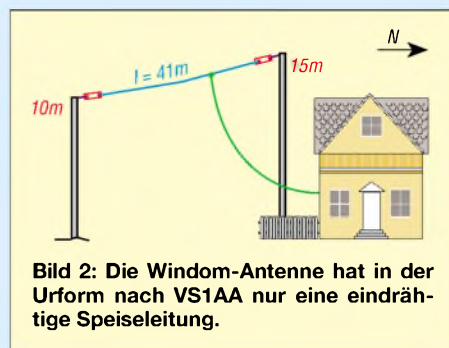 N
l = 41m
15m
10m
Bild 2: Die Windom-Antenne hat in der
Urform nach VS1AA nur eine eindräh-
tige Speiseleitung.